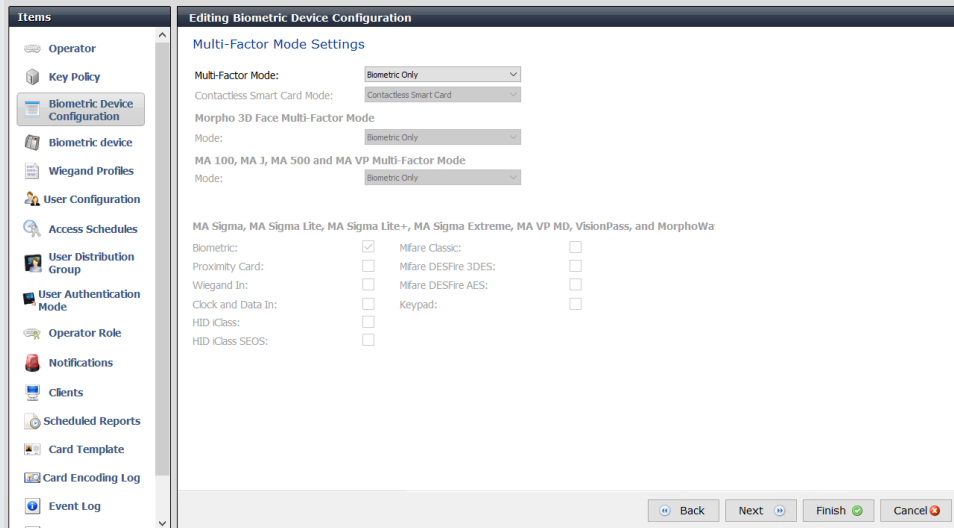 Items
Operator
Key Policy
Biometric Device
Configuration
Biometric device
Wiegand Profiles
User Configuration
Access Schedules
User Distribution
Group
User Authentication
Mode
Operator Role
Notifications
Clients
Scheduled Reports
Card Template
Card Encoding Log
Event Log
Editing Biometric Device Configuration
Multi-Factor Mode Settings
Multi-Factor Mode: Biometric Only
Contactless Smart Card Mode: Contactless Smart Card
Morpho 3D Face Multi-Factor Mode
Mode: Biometric Only
MA 100, MA J, MA 500 and MA VP Multi-Factor Mode
Mode: Biometric Only
MA Sigma, MA Sigma Lite, MA Sigma Lite+, MA Sigma Extreme, MA VP MD, VisionPass, and MorphoWa
Biometric: Mifare Classic:
Proximity Card: Mifare DESFire 3DES:
Wiegand In: Mifare DESFire AES:
Clock and Data In: Keypad:
HID iClass:
HID iClass SEOS:
Back Next Finish Cancel